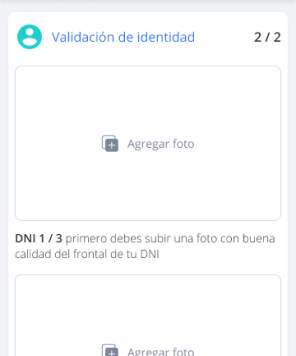 Validación de identidad 2 / 2
Agregar foto
DNI 1 / 3 primero debes subir una foto con buena
calidad del frontal de tu DNI
Agregar foto